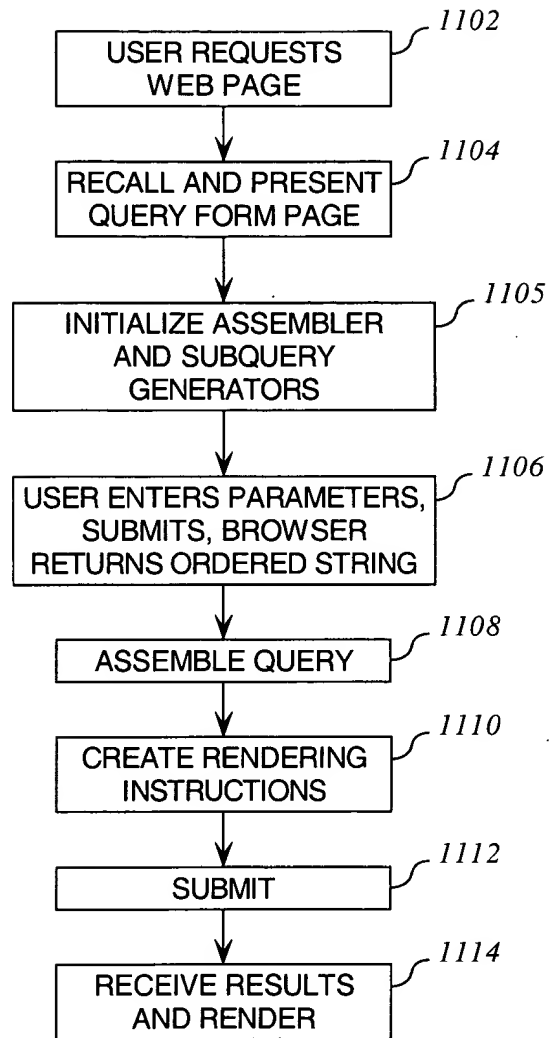 1102
USER REQUESTS
WEB PAGE
1104
RECALL AND PRESENT
QUERY FORM PAGE
1105
INITIALIZE ASSEMBLER
AND SUBQUERY
GENERATORS
1106
USER ENTERS PARAMETERS,
SUBMITS, BROWSER
RETURNS ORDERED STRING
1108
ASSEMBLE QUERY
1110
CREATE RENDERING
INSTRUCTIONS
1112
SUBMIT
1114
RECEIVE RESULTS
AND RENDER